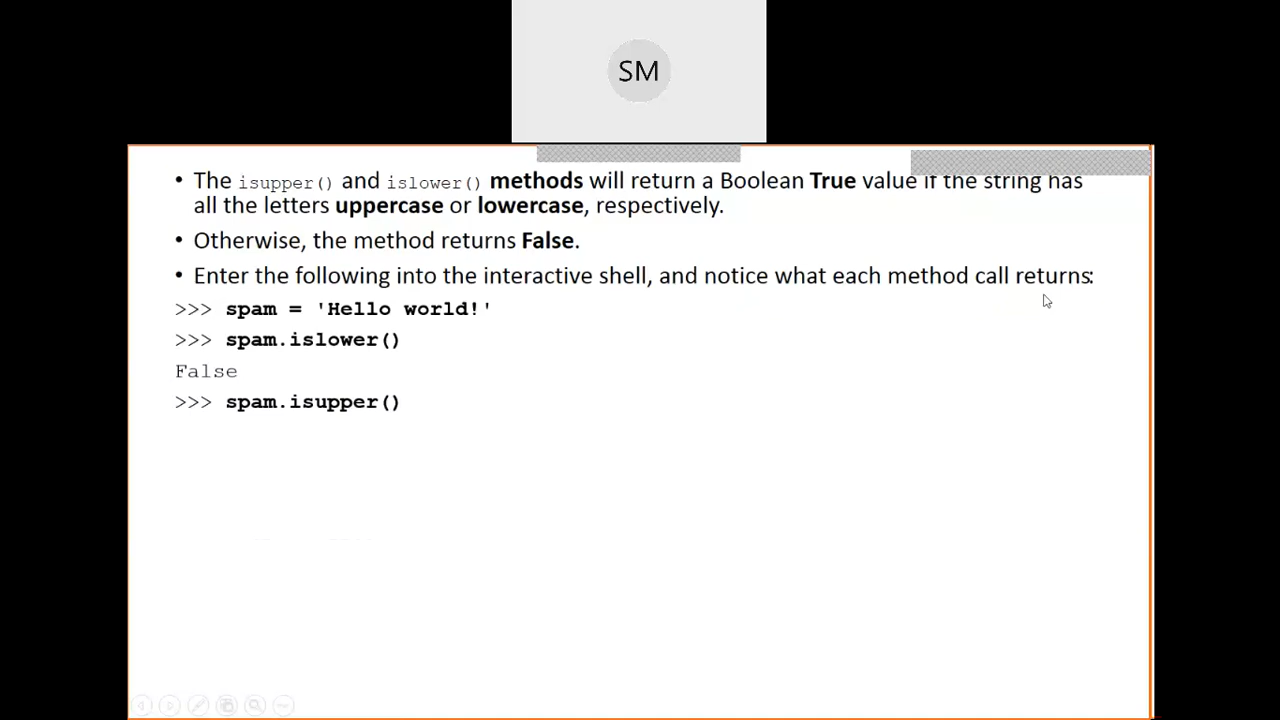 SM
• The isupper() and islower() methods will return a Boolean True value if the string has
all the letters uppercase or lowercase, respectively.
• Otherwise, the method returns False.
• Enter the following into the interactive shell, and notice what each method call returns:
>>> spam = 'Hello world!'
>>> spam.islower()
False
>>> spam.isupper()